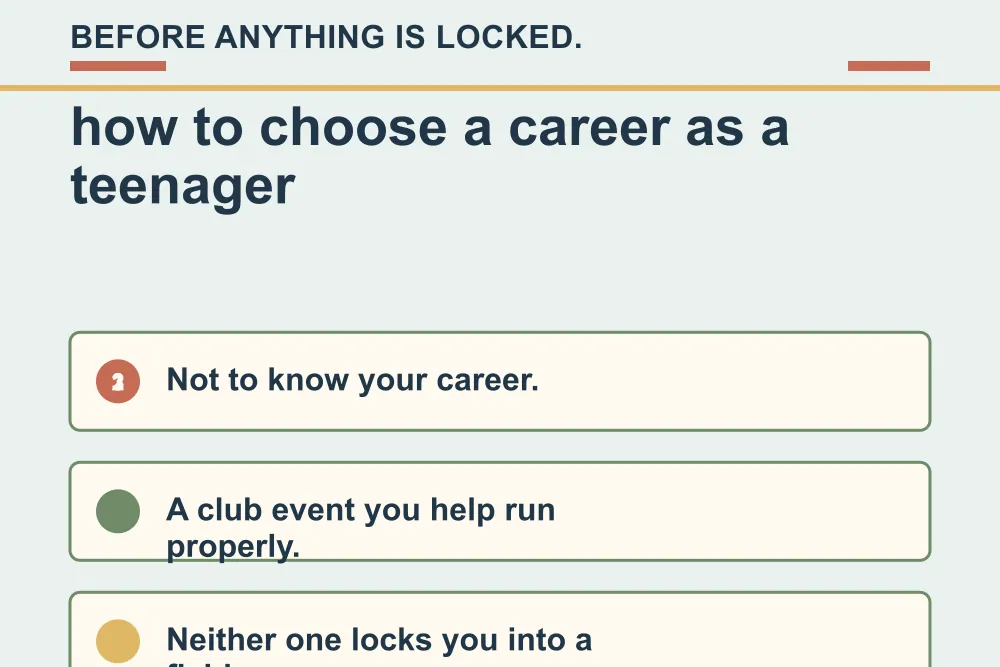 BEFORE ANYTHING IS LOCKED.
how to choose a career as a
teenager
Not to know your career.
A club event you help run
properly.
Neither one locks you into a